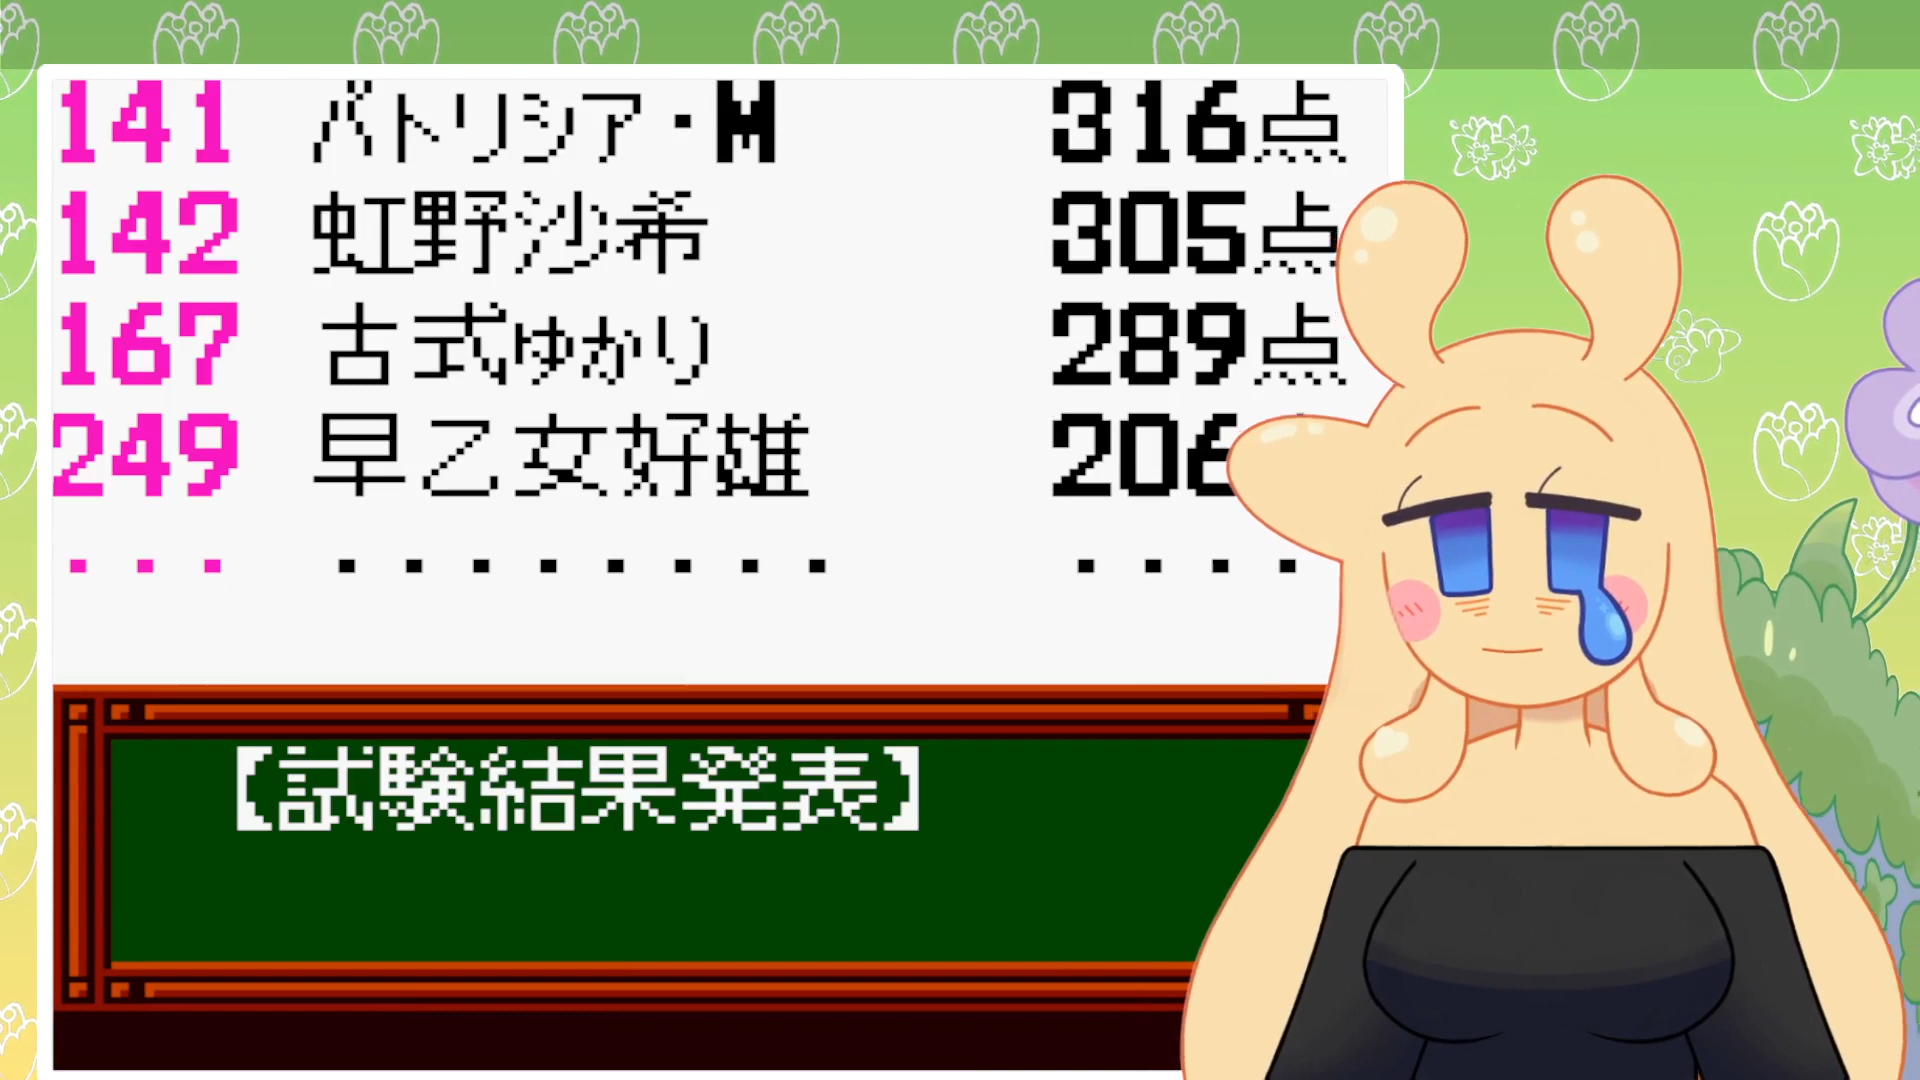 141 パトリシア・M 316点
142 虹野沙希 305点
167 古式ゆかり 289点
249 早乙女好雄 206
... ........ ....
【試験結果発表】